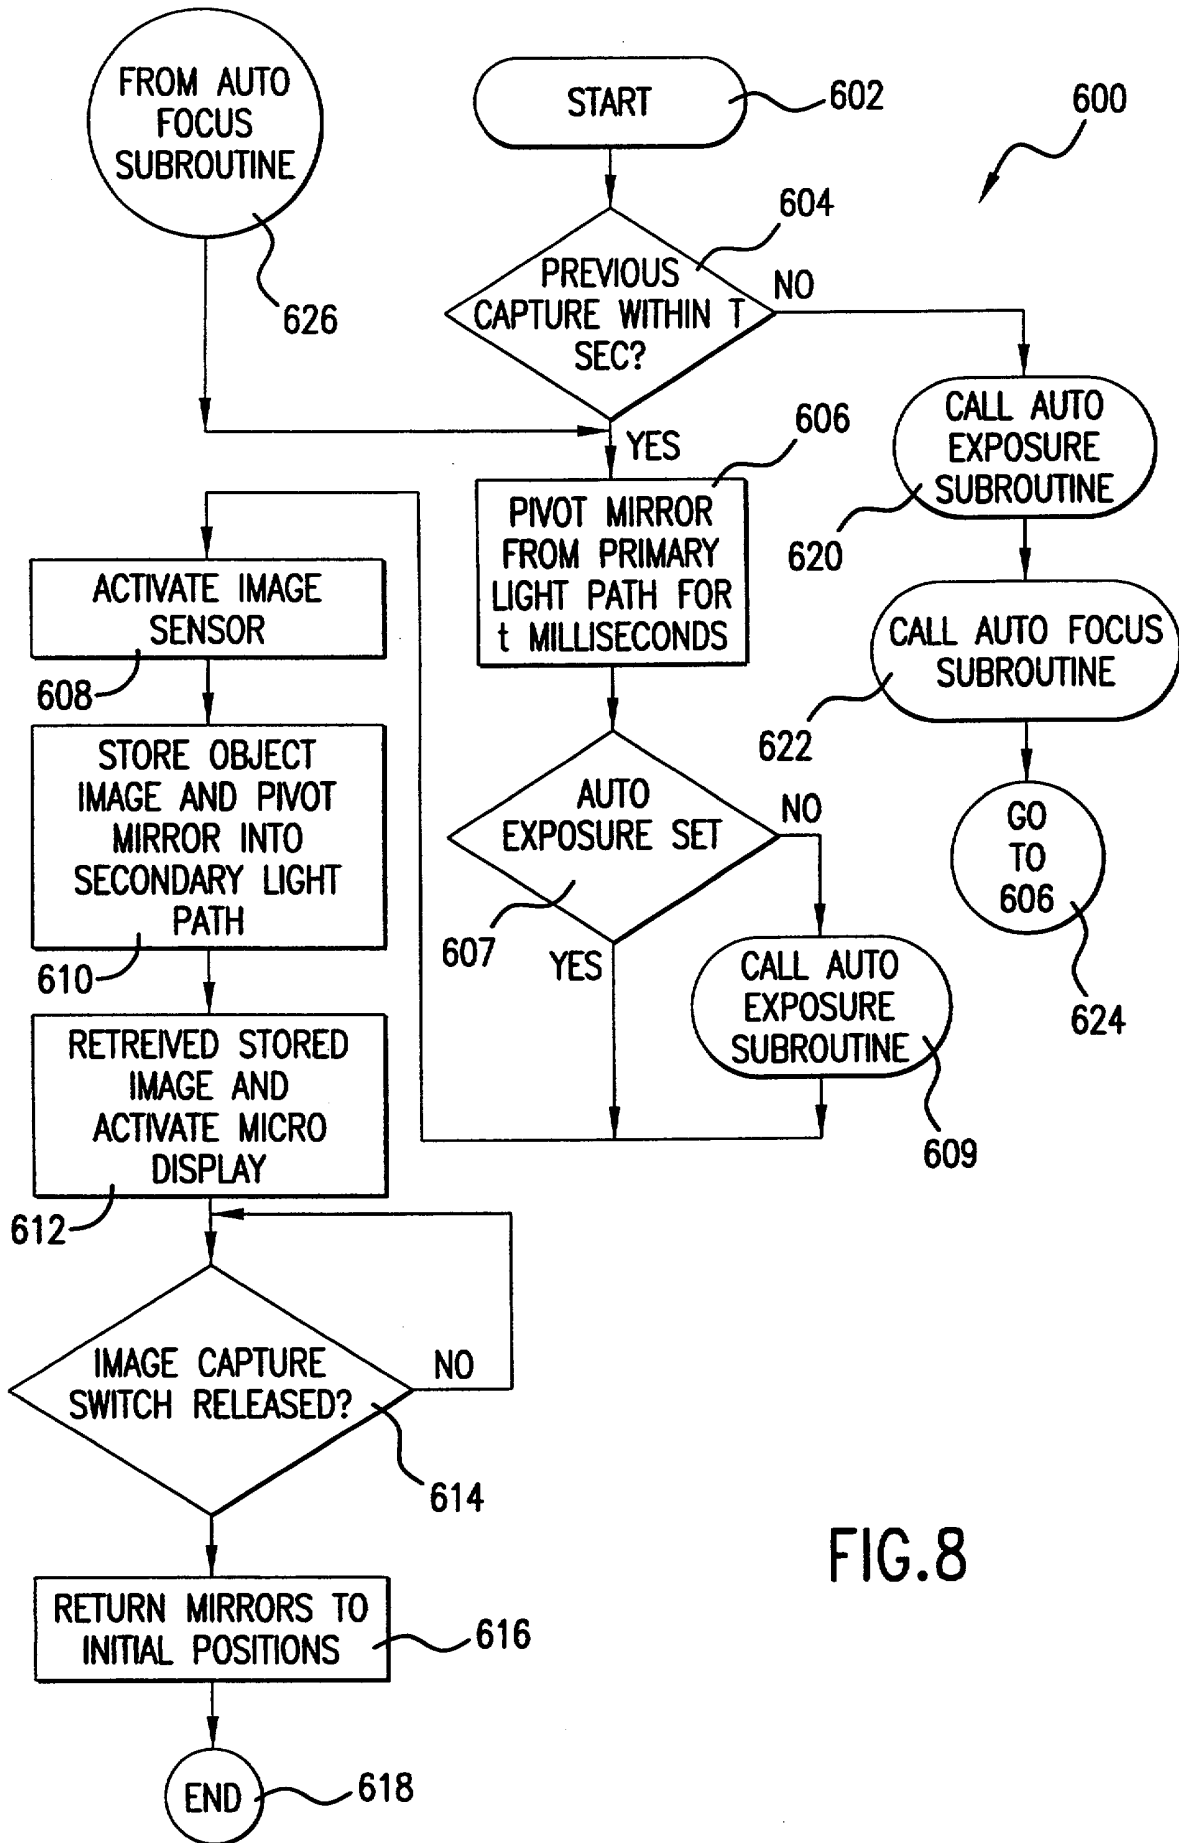 FROM AUTO
FOCUS
SUBROUTINE
626
START
602
600
PREVIOUS
CAPTURE WITHIN T
SEC?
604
NO
YES
CALL AUTO
EXPOSURE
SUBROUTINE
620
CALL AUTO FOCUS
SUBROUTINE
622
GO
TO
606
624
PIVOT MIRROR
FROM PRIMARY
LIGHT PATH FOR
t MILLISECONDS
606
AUTO
EXPOSURE SET
607
NO
YES
CALL AUTO
EXPOSURE
SUBROUTINE
609
ACTIVATE IMAGE
SENSOR
608
STORE OBJECT
IMAGE AND PIVOT
MIRROR INTO
SECONDARY LIGHT
PATH
610
RETREIVED STORED
IMAGE AND
ACTIVATE MICRO
DISPLAY
612
IMAGE CAPTURE
SWITCH RELEASED?
NO
614
RETURN MIRRORS TO
INITIAL POSITIONS
616
END
618
FIG.8